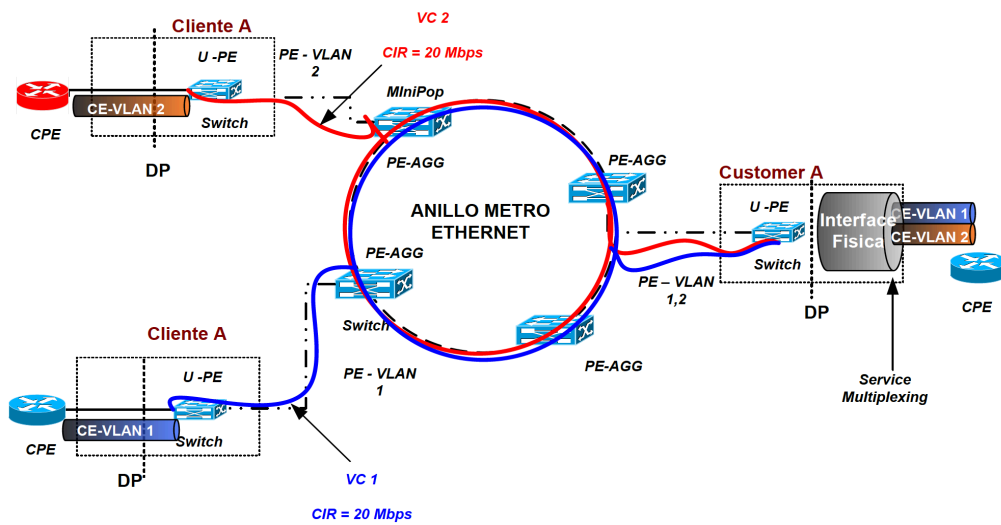 VC 2
CIR = 20 Mbps
Cliente A
U -PE
PE - VLAN
2
CE-VLAN 2
Switch
CPE
DP
MIniPop
PE-AGG
PE-AGG
ANILLO METRO
ETHERNET
PE-AGG
Switch
PE-AGG
Customer A
U -PE
Interface
Fisica
CE-VLAN 1
CE-VLAN 2
Switch
PE – VLAN
1,2
DP
CPE
Service
Multiplexing
Cliente A
U -PE
PE - VLAN
1
CE-VLAN 1
Switch
CPE
DP
VC 1
CIR = 20 Mbps